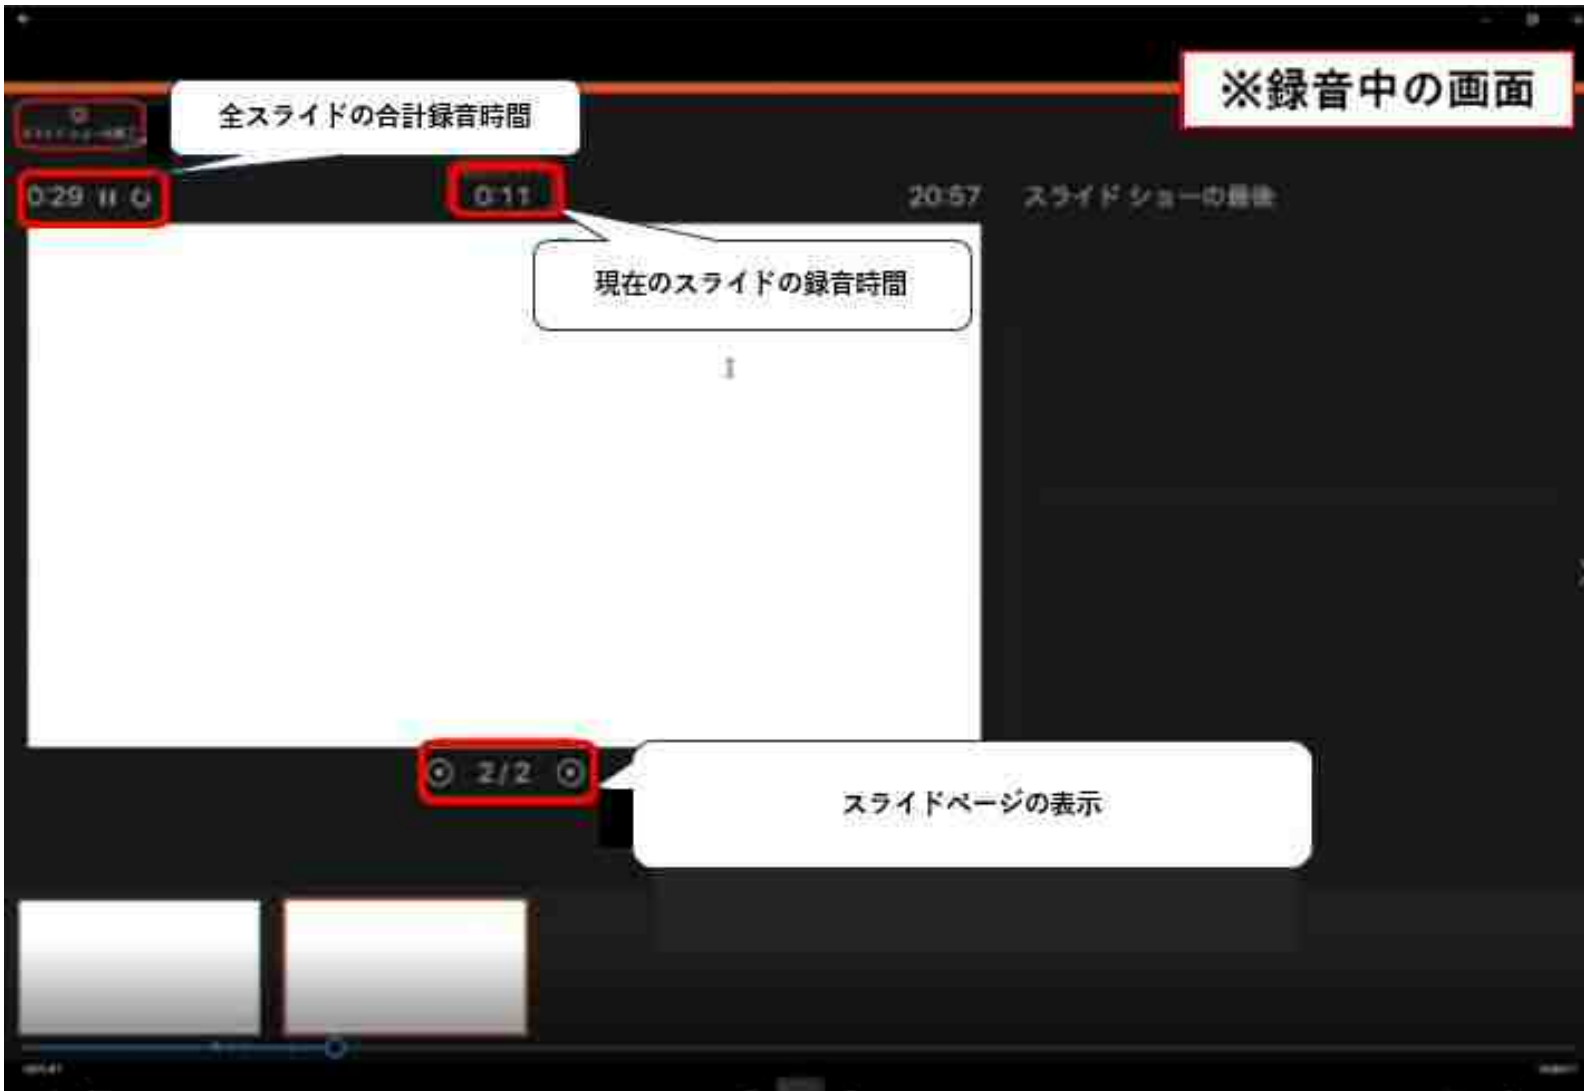 ※録音中の画面
全スライドの合計録音時間
0:29
0:11
20:57
スライド ショーの最後
現在のスライドの録音時間
2/2
スライドページの表示